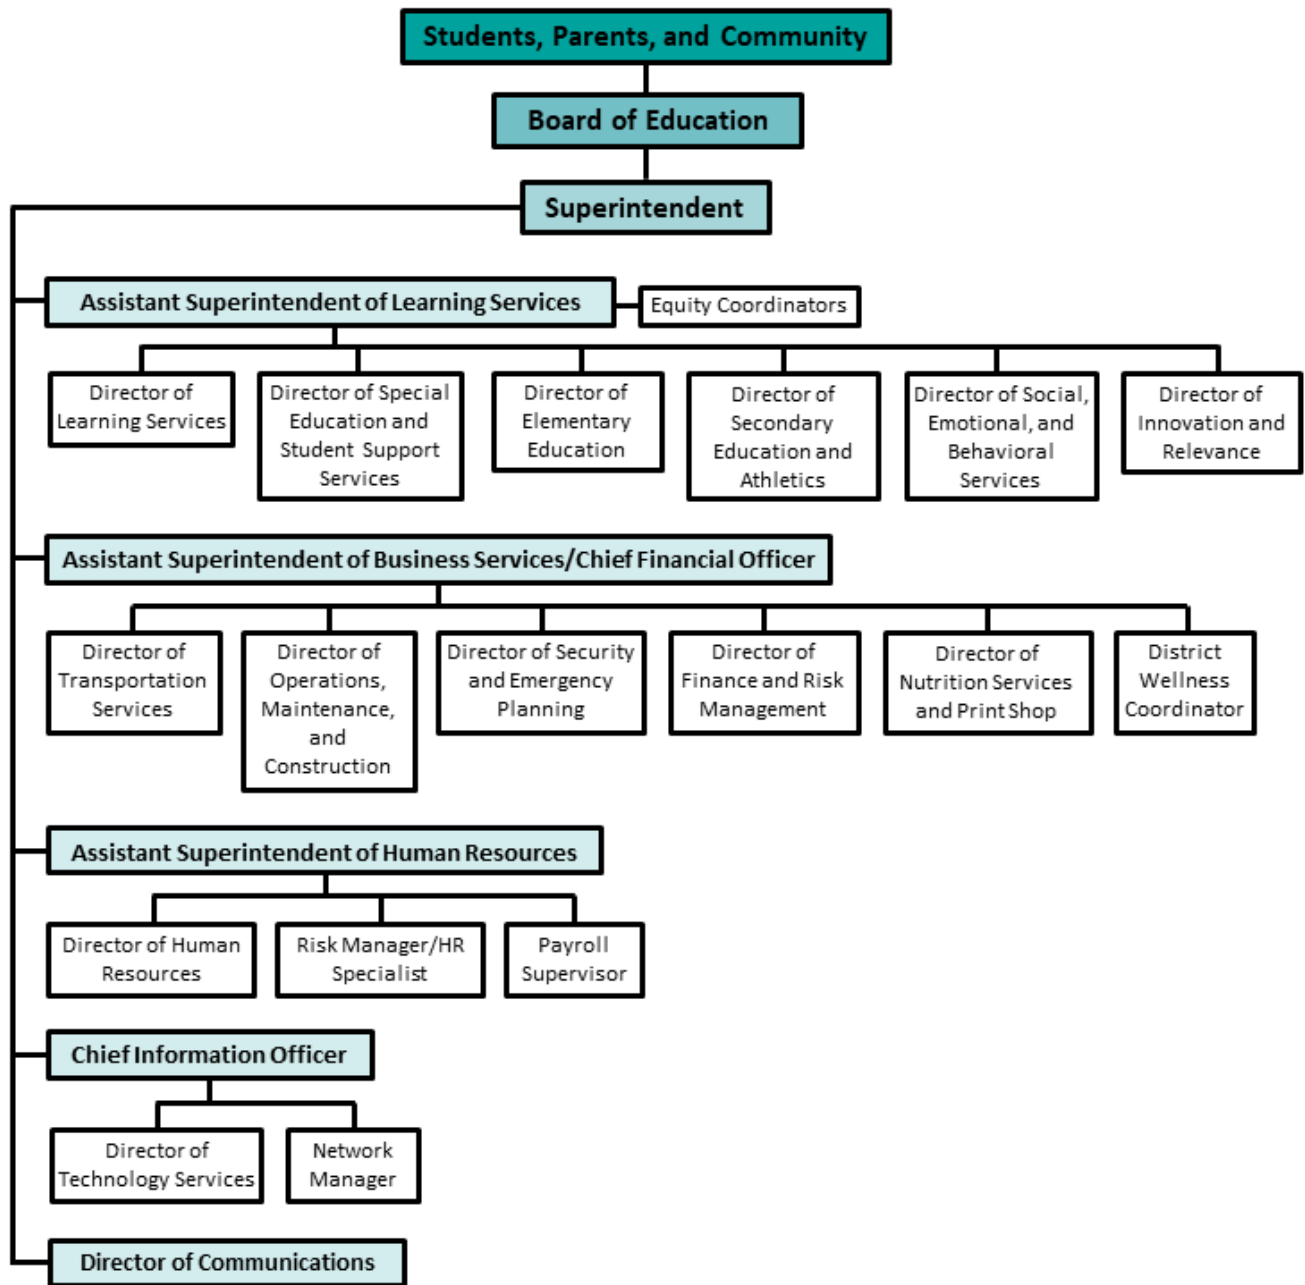 Students, Parents, and Community
Board of Education
Superintendent
Assistant Superintendent of Learning Services
Equity Coordinators
Director of
Learning Services
Director of Special
Education and
Student Support
Services
Director of
Elementary
Education
Director of
Secondary
Education and
Athletics
Director of Social,
Emotional, and
Behavioral
Services
Director of
Innovation and
Relevance
Assistant Superintendent of Business Services/Chief Financial Officer
Director of
Transportation
Services
Director of
Operations,
Maintenance,
and
Construction
Director of Security
and Emergency
Planning
Director of
Finance and Risk
Management
Director of
Nutrition Services
and Print Shop
District
Wellness
Coordinator
Assistant Superintendent of Human Resources
Director of Human
Resources
Risk Manager/HR
Specialist
Payroll
Supervisor
Chief Information Officer
Director of
Technology Services
Network
Manager
Director of Communications